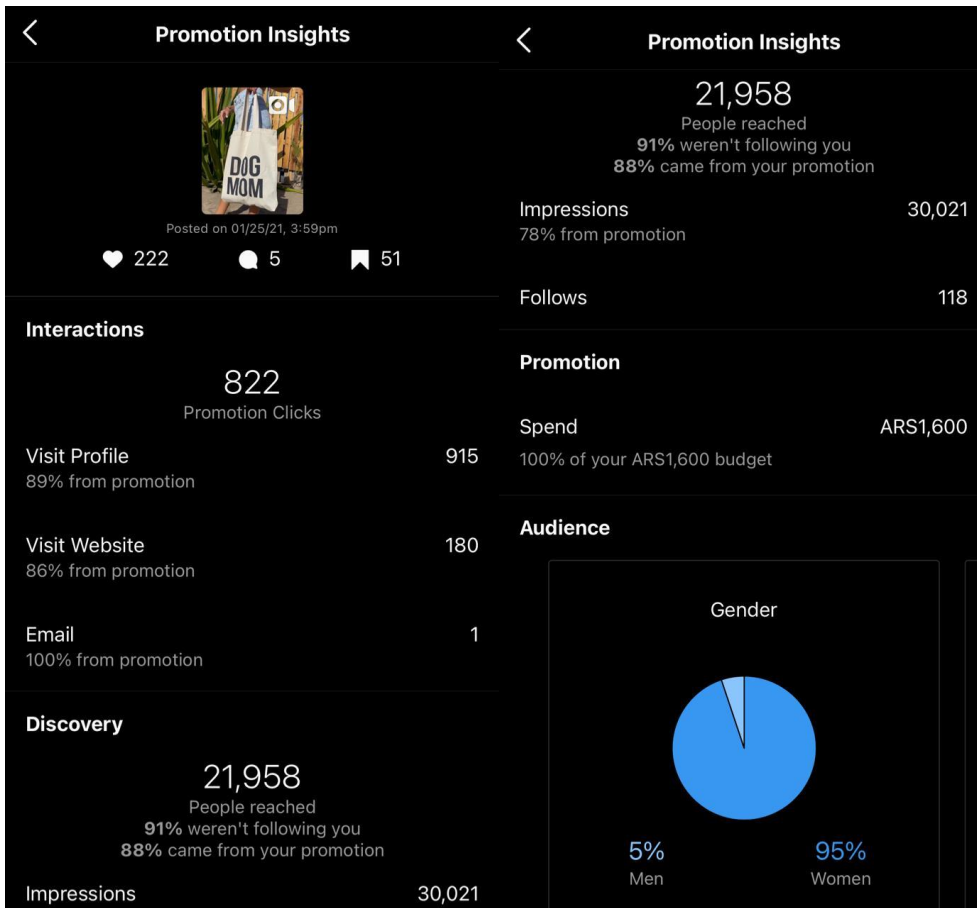 Promotion Insights
DOG
MOM
Posted on 01/25/21, 3:59pm
222
5
51
Interactions
822
Promotion Clicks
Visit Profile 915
89% from promotion
Visit Website 180
86% from promotion
Email 1
100% from promotion
Discovery
21,958
People reached
91% weren't following you
88% came from your promotion
Impressions 30,021
Promotion Insights
21,958
People reached
91% weren't following you
88% came from your promotion
Impressions 30,021
78% from promotion
Follows 118
Promotion
Spend ARS1,600
100% of your ARS1,600 budget
Audience
Gender
5% 95%
Men Women